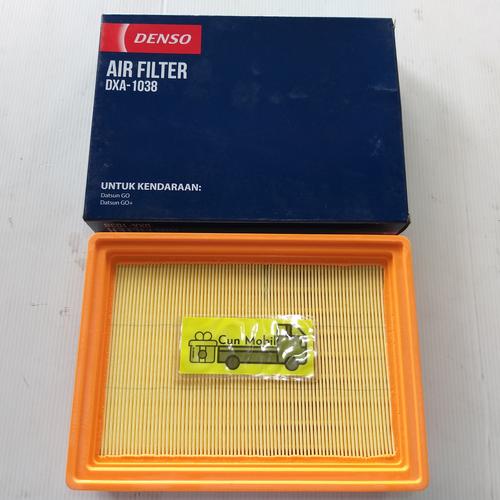 DENSO
AIR FILTER
DXA-1038
UNTUK KENDARAAN:
Datsun GO
Datsun GO+
Cun Mobil